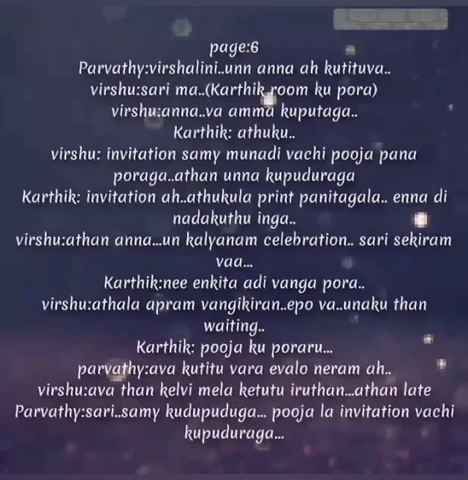 page:6
Parvathy:virshalini..unn anna ah kutituva..
virshu:sari ma..(Karthik room ku pora)
virshu:anna..va amma kuputaga..
Karthik: athuku..
virshu: invitation samy munadi vachi pooja pana
poraga..athan unna kupuduraga
Karthik: invitation ah..athukula print panitagala.. enna di
nadakuthu inga..
virshu:athan anna...un kalyanam celebration.. sari sekiram
vaa...
Karthik:nee enkita adi vanga pora..
virshu:athala apram vangikiran..epo va..unaku than
waiting..
Karthik: pooja ku poraru...
parvathy:ava kutitu vara evalo neram ah..
virshu:ava than kelvi mela ketutu iruthan...athan late
Parvathy:sari..samy kudupuduga... pooja la invitation vachi
kupuduraga...